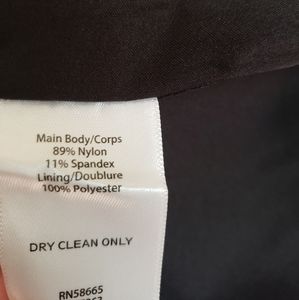 Main Body/Corps
89% Nylon
11% Spandex
Lining/Doublure
100% Polyester
DRY CLEAN ONLY
RN58665